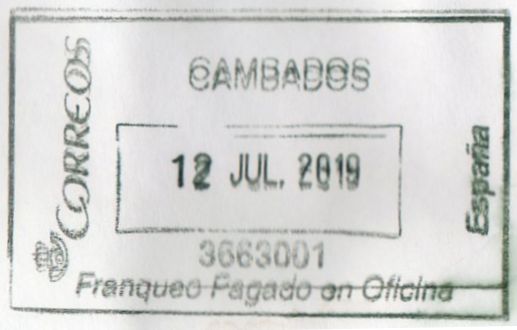 CORREOS
CAMBADOS
12 JUL. 2019
3663001
Franqueo Pagado en Oficina
España